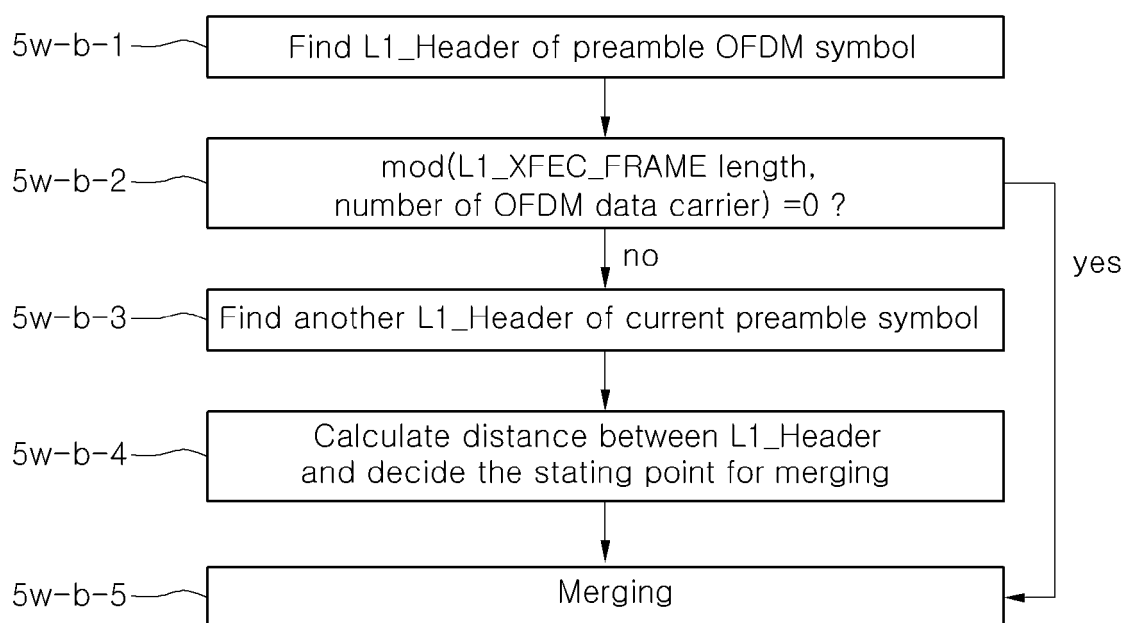 5w-b-1
Find L1_Header of preamble OFDM symbol
5w-b-2
mod(L1_XFEC_FRAME length,
number of OFDM data carrier) =0 ?
no
yes
5w-b-3
Find another L1_Header of current preamble symbol
5w-b-4
Calculate distance between L1_Header
and decide the stating point for merging
5w-b-5
Merging